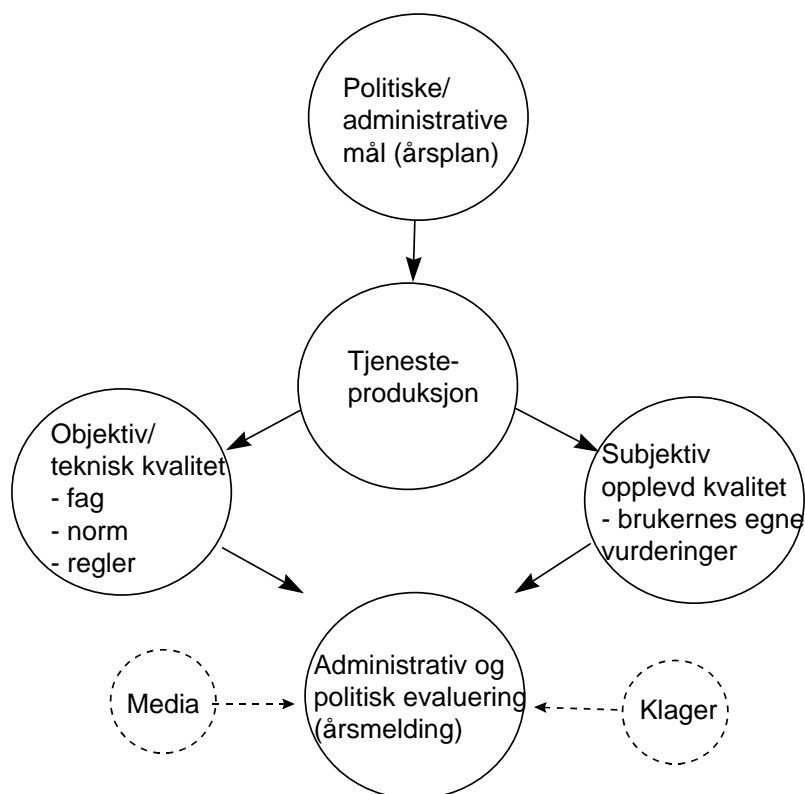 Politiske/
administrative
mål (årsplan)
Tjeneste-
produksjon
Objektiv/
teknisk kvalitet
- fag
- norm
- regler
Subjektiv
opplevd kvalitet
- brukernes egne
vurderinger
Media
Administrativ og
politisk evaluering
(årsmelding)
Klager